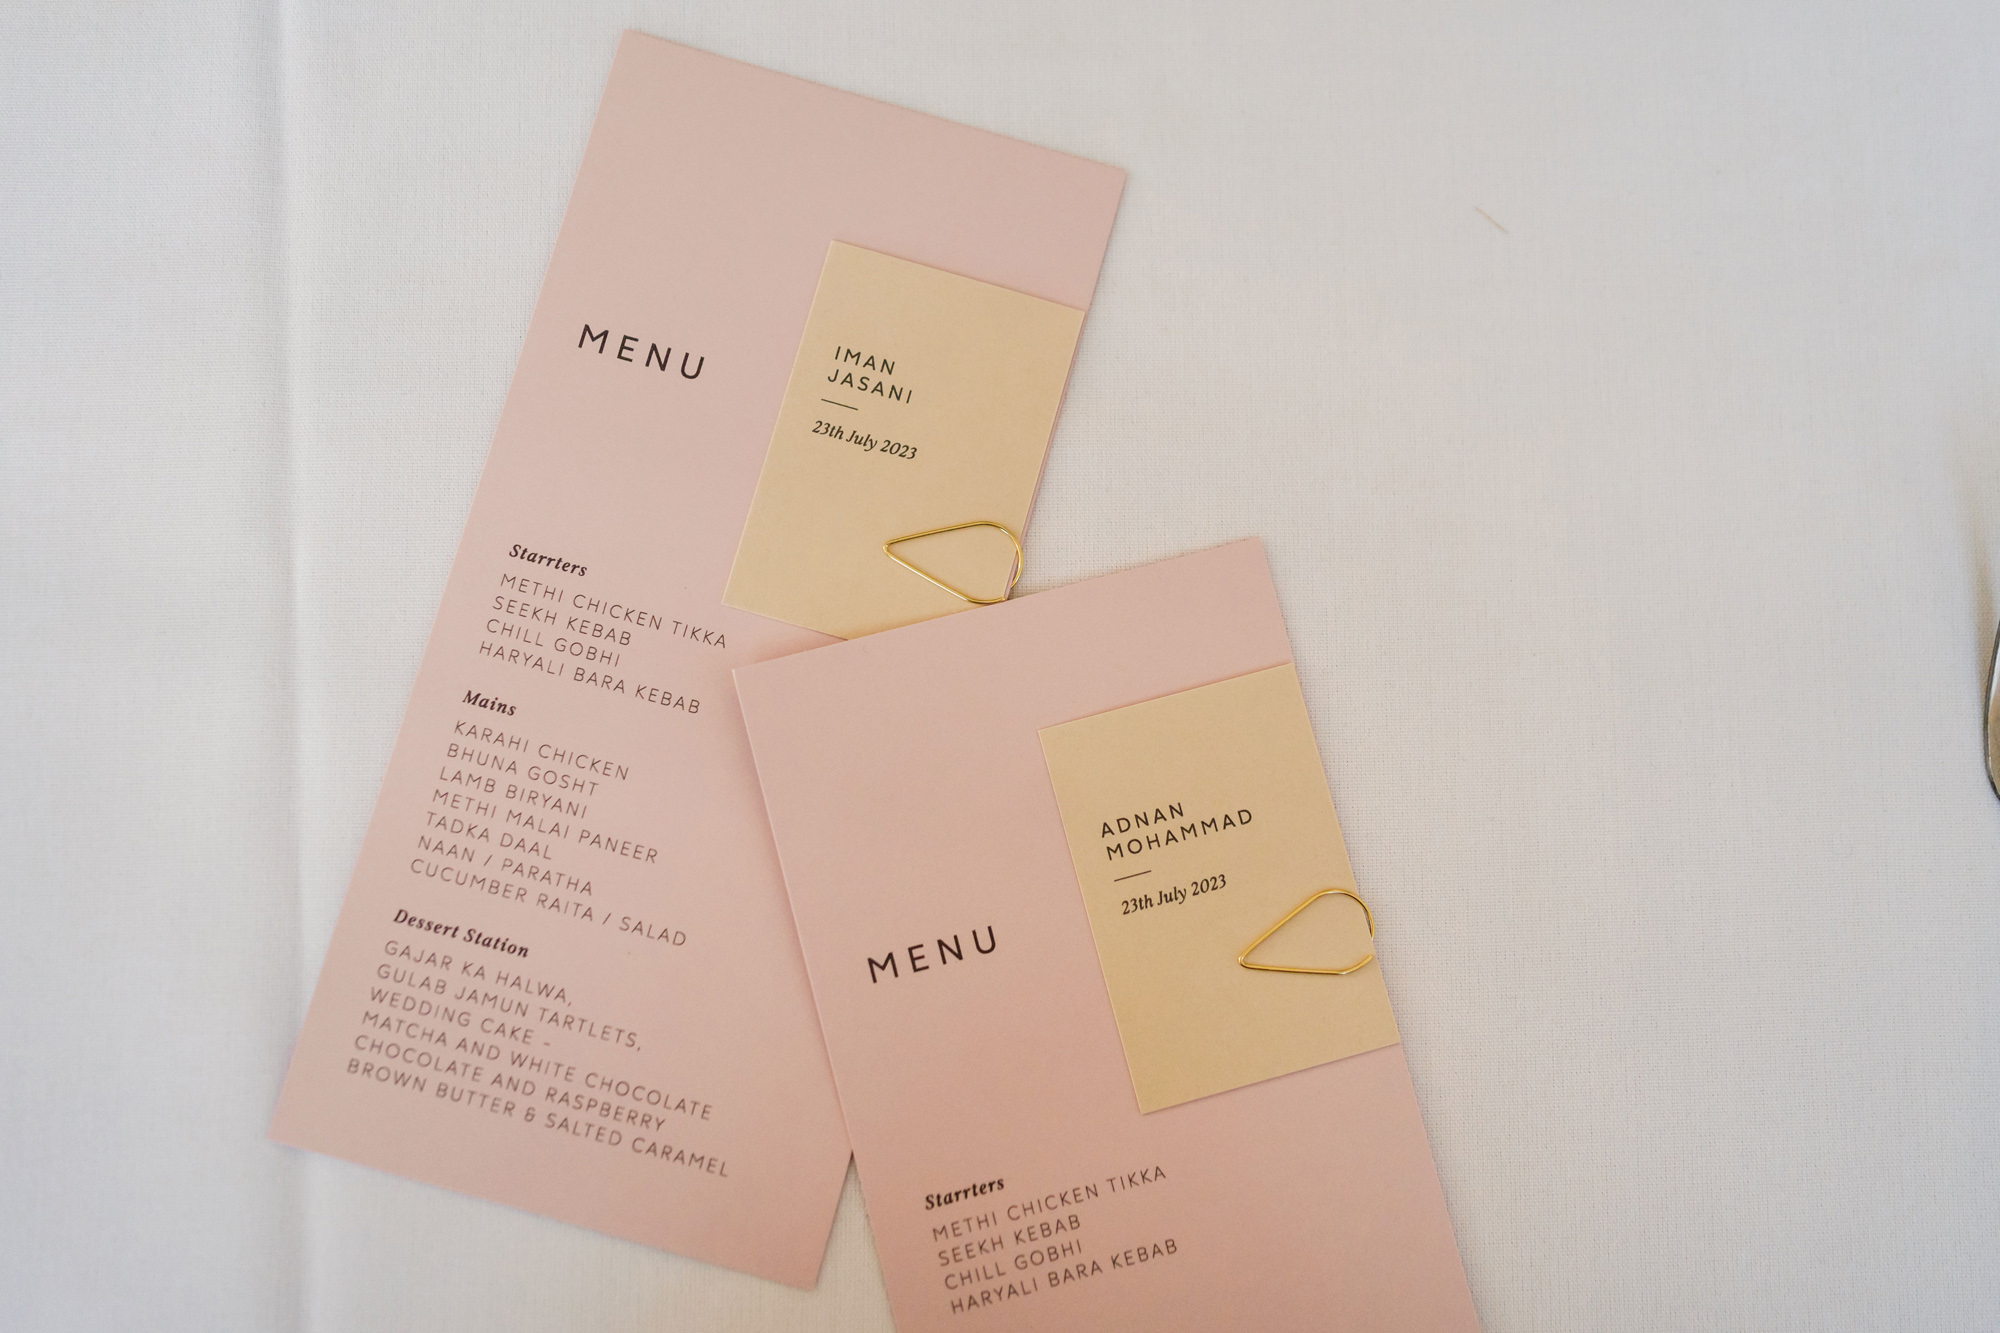 MENU
IMAN
JASANI
23th July 2023
Starrters
METHI CHICKEN TIKKA
SEEKH KEBAB
CHILL GOBHI
HARYALI BARA KEBAB
Mains
KARAHI CHICKEN
BHUNA GOSHT
LAMB BIRYANI
METHI MALAI PANEER
TADKA DAAL
NAAN / PARATHA
CUCUMBER RAITA / SALAD
Dessert Station
GAJAR KA HALWA,
GULAB JAMUN TARTLETS,
WEDDING CAKE -
MATCHA AND WHITE CHOCOLATE
CHOCOLATE AND RASPBERRY
BROWN BUTTER & SALTED CARAMEL
ADNAN
MOHAMMAD
23th July 2023
MENU
Starrters
METHI CHICKEN TIKKA
SEEKH KEBAB
CHILL GOBHI
HARYALI BARA KEBAB